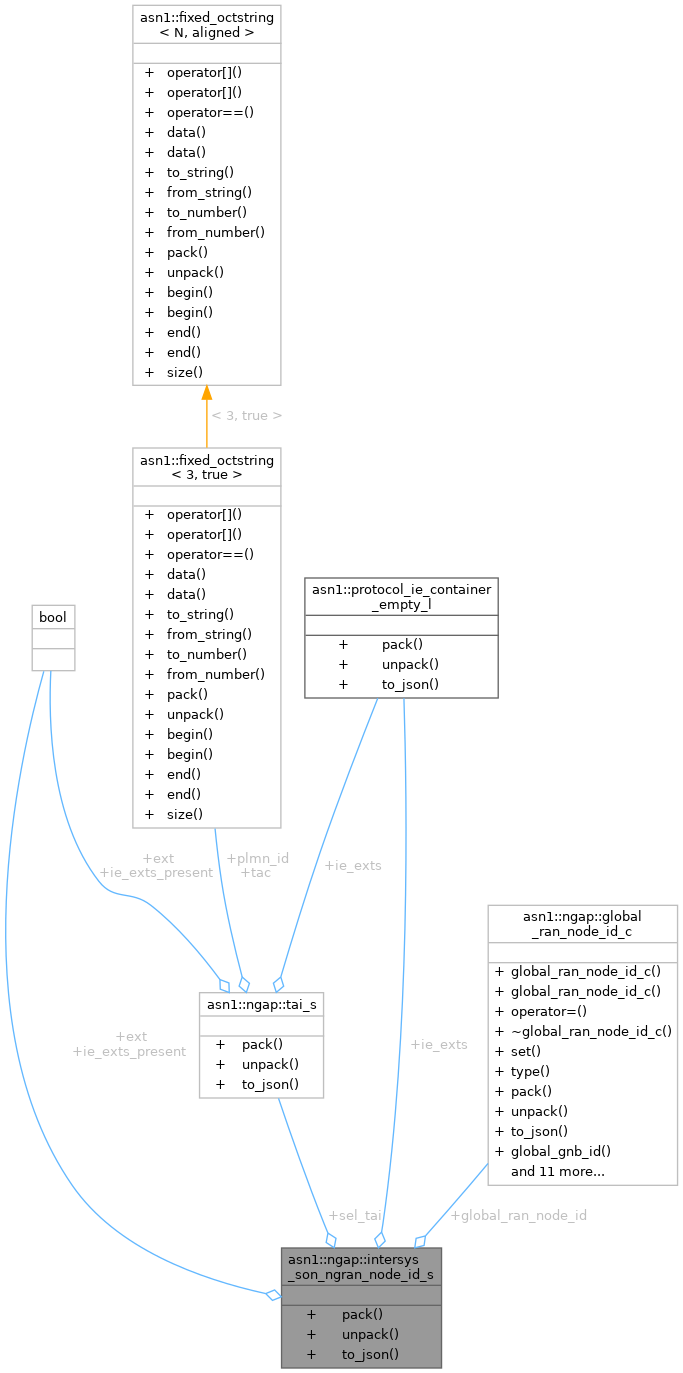 asn1::fixed_octstring
< N, aligned >
+ operator[]()
+ operator[]()
+ operator==()
+ data()
+ data()
+ to_string()
+ from_string()
+ to_number()
+ from_number()
+ pack()
+ unpack()
+ begin()
+ begin()
+ end()
+ end()
+ size()
< 3, true >
asn1::fixed_octstring
< 3, true >
+ operator[]()
+ operator[]()
+ operator==()
+ data()
+ data()
+ to_string()
+ from_string()
+ to_number()
+ from_number()
+ pack()
+ unpack()
+ begin()
+ begin()
+ end()
+ end()
+ size()
asn1::protocol_ie_container
_empty_l
+ pack()
+ unpack()
+ to_json()
bool
+ext
+ie_exts_present
+plmn_id
+tac
+ie_exts
asn1::ngap::global
_ran_node_id_c
+ global_ran_node_id_c()
+ global_ran_node_id_c()
+ operator=()
+ ~global_ran_node_id_c()
+ set()
+ type()
+ pack()
+ unpack()
+ to_json()
+ global_gnb_id()
and 11 more...
asn1::ngap::tai_s
+ pack()
+ unpack()
+ to_json()
+ext
+ie_exts_present
+ie_exts
+sel_tai
+global_ran_node_id
asn1::ngap::intersys
_son_ngran_node_id_s
+ pack()
+ unpack()
+ to_json()